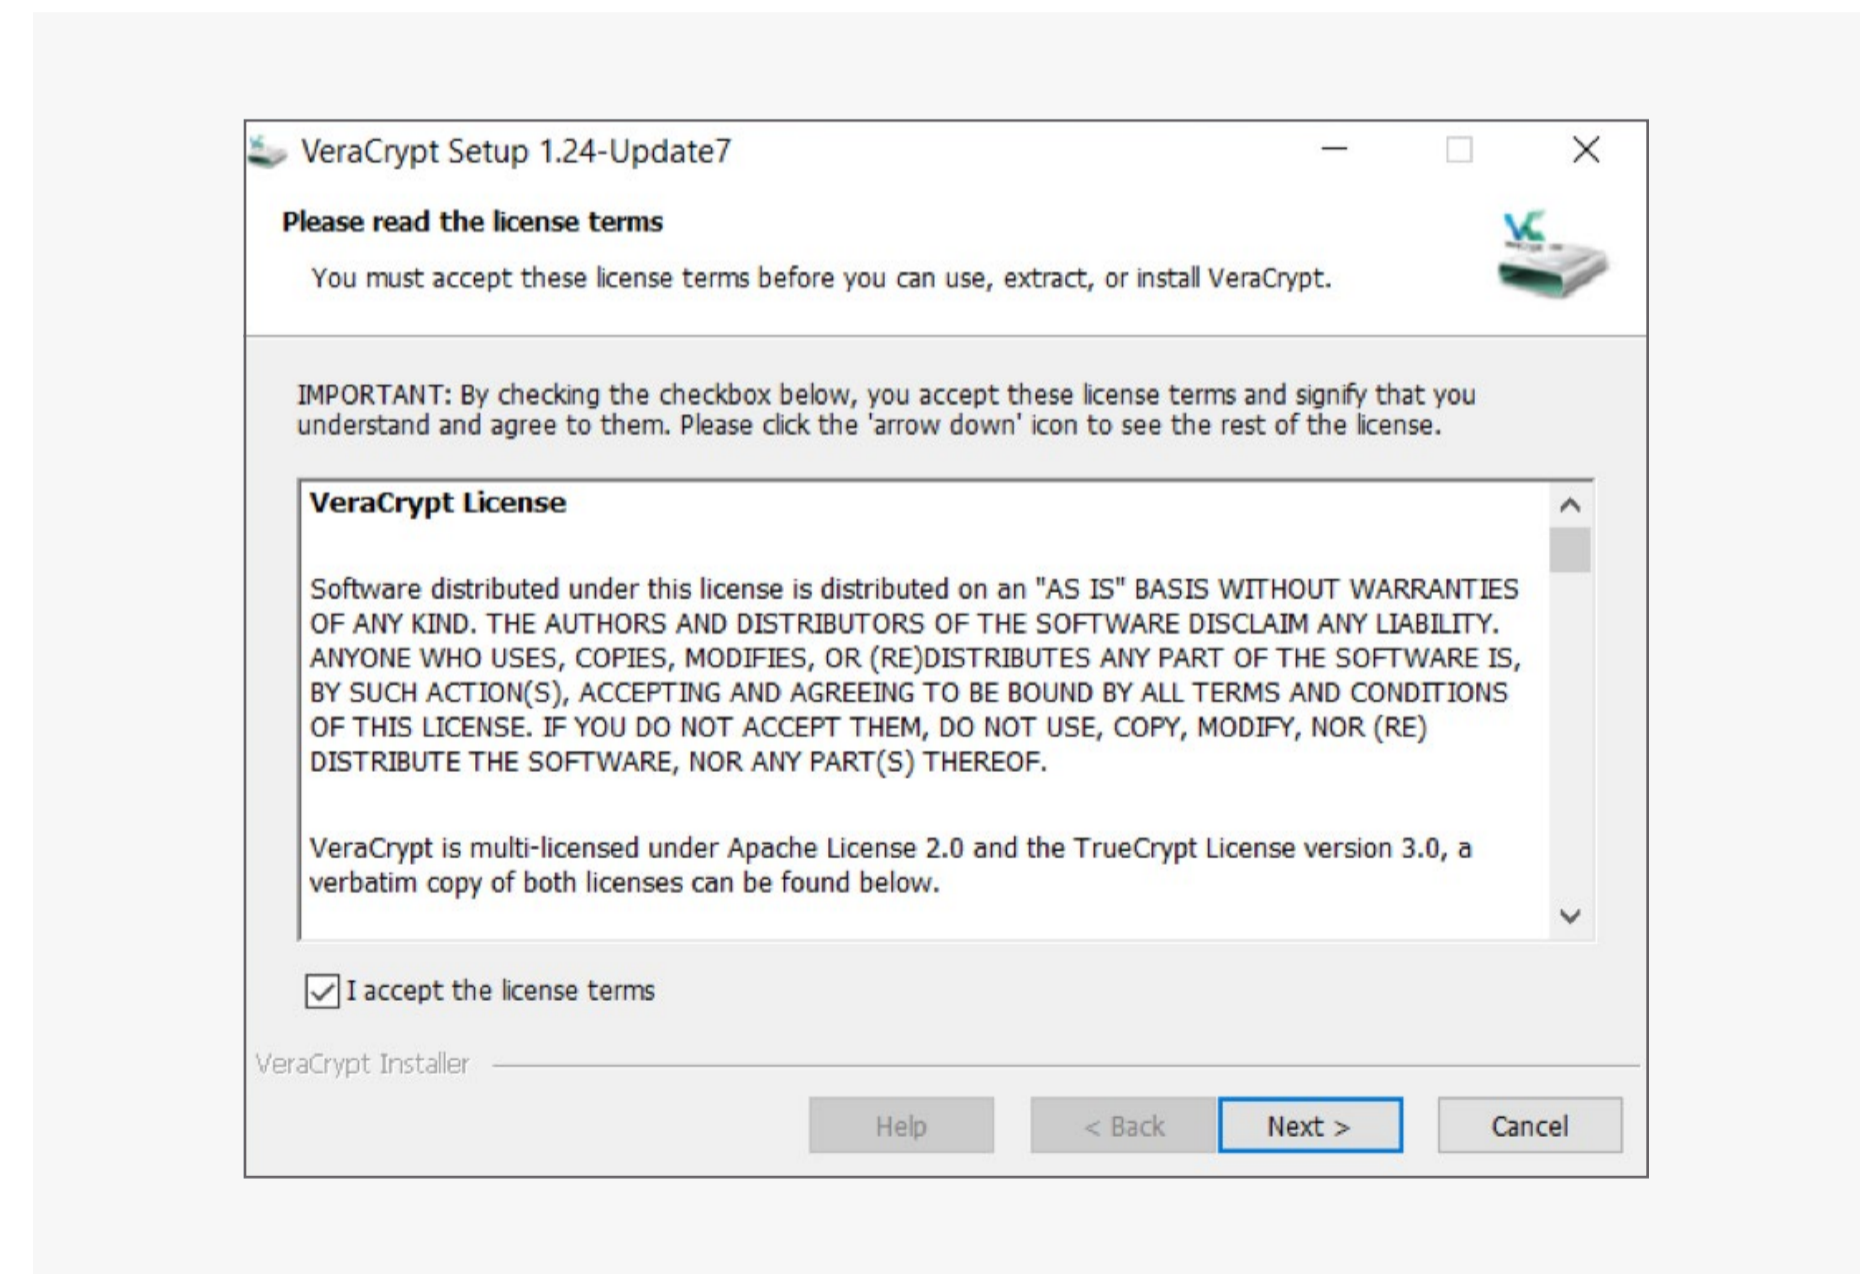 VeraCrypt Setup 1.24-Update7
Please read the license terms
You must accept these license terms before you can use, extract, or install VeraCrypt.
VC
IMPORTANT: By checking the checkbox below, you accept these license terms and signify that you
understand and agree to them. Please click the 'arrow down' icon to see the rest of the license.
VeraCrypt License
Software distributed under this license is distributed on an "AS IS" BASIS WITHOUT WARRANTIES
OF ANY KIND. THE AUTHORS AND DISTRIBUTORS OF THE SOFTWARE DISCLAIM ANY LIABILITY.
ANYONE WHO USES, COPIES, MODIFIES, OR (RE)DISTRIBUTES ANY PART OF THE SOFTWARE IS,
BY SUCH ACTION(S), ACCEPTING AND AGREEING TO BE BOUND BY ALL TERMS AND CONDITIONS
OF THIS LICENSE. IF YOU DO NOT ACCEPT THEM, DO NOT USE, COPY, MODIFY, NOR (RE)
DISTRIBUTE THE SOFTWARE, NOR ANY PART(S) THEREOF.
VeraCrypt is multi-licensed under Apache License 2.0 and the TrueCrypt License version 3.0, a
verbatim copy of both licenses can be found below.
I accept the license terms
VeraCrypt Installer
Help
< Back
Next >
Cancel